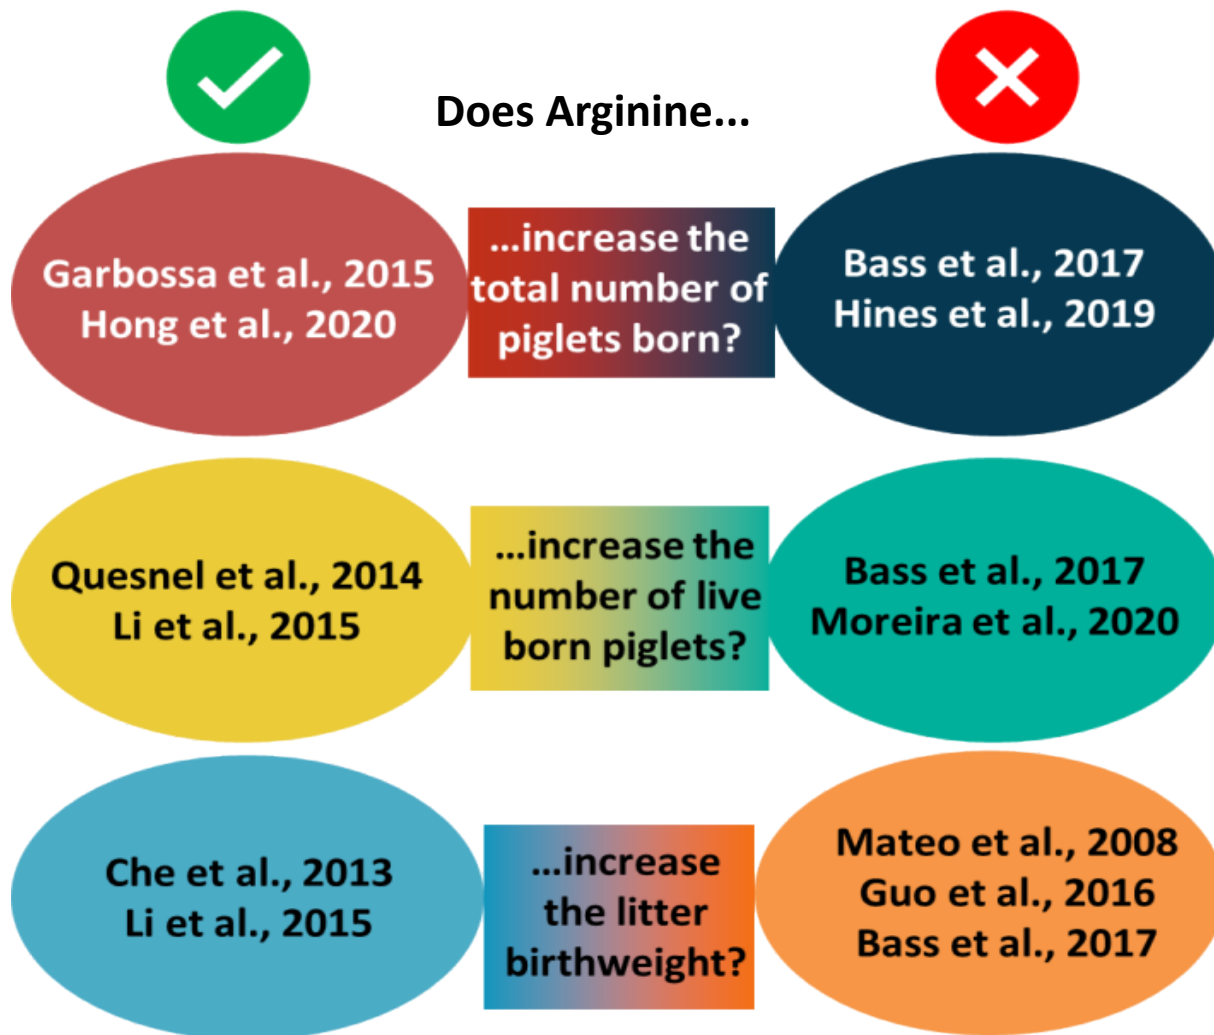 Does Arginine...
Garbossa et al., 2015
Hong et al., 2020
...increase the
total number of
piglets born?
Bass et al., 2017
Hines et al., 2019
Quesnel et al., 2014
Li et al., 2015
...increase the
number of live
born piglets?
Bass et al., 2017
Moreira et al., 2020
Che et al., 2013
Li et al., 2015
...increase
the litter
birthweight?
Mateo et al., 2008
Guo et al., 2016
Bass et al., 2017